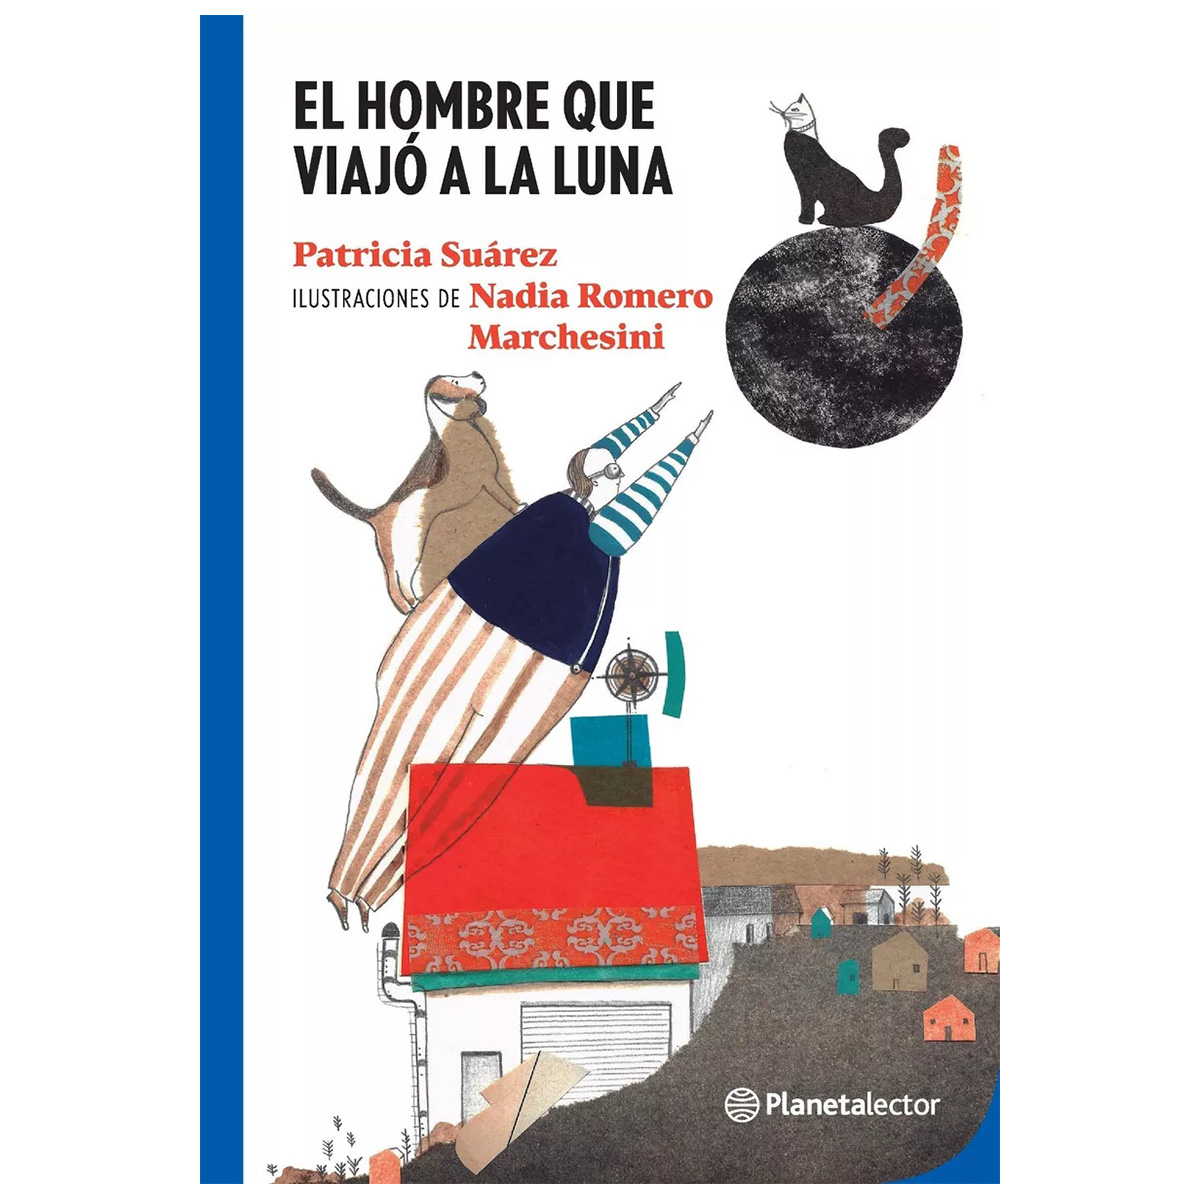 EL HOMBRE QUE
VIAJÓ A LA LUNA
Patricia Suárez
ILUSTRACIONES DE Nadia Romero
Marchesini
Planetalector